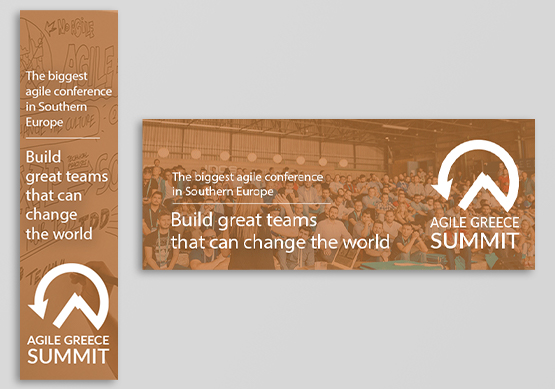 The biggest
agile conference
in Southern
Europe
Build
great teams
that can
change
the world
AGILE GREECE
SUMMIT
The biggest agile conference
in Southern Europe
Build great teams
that can change the world
AGILE GREECE
SUMMIT